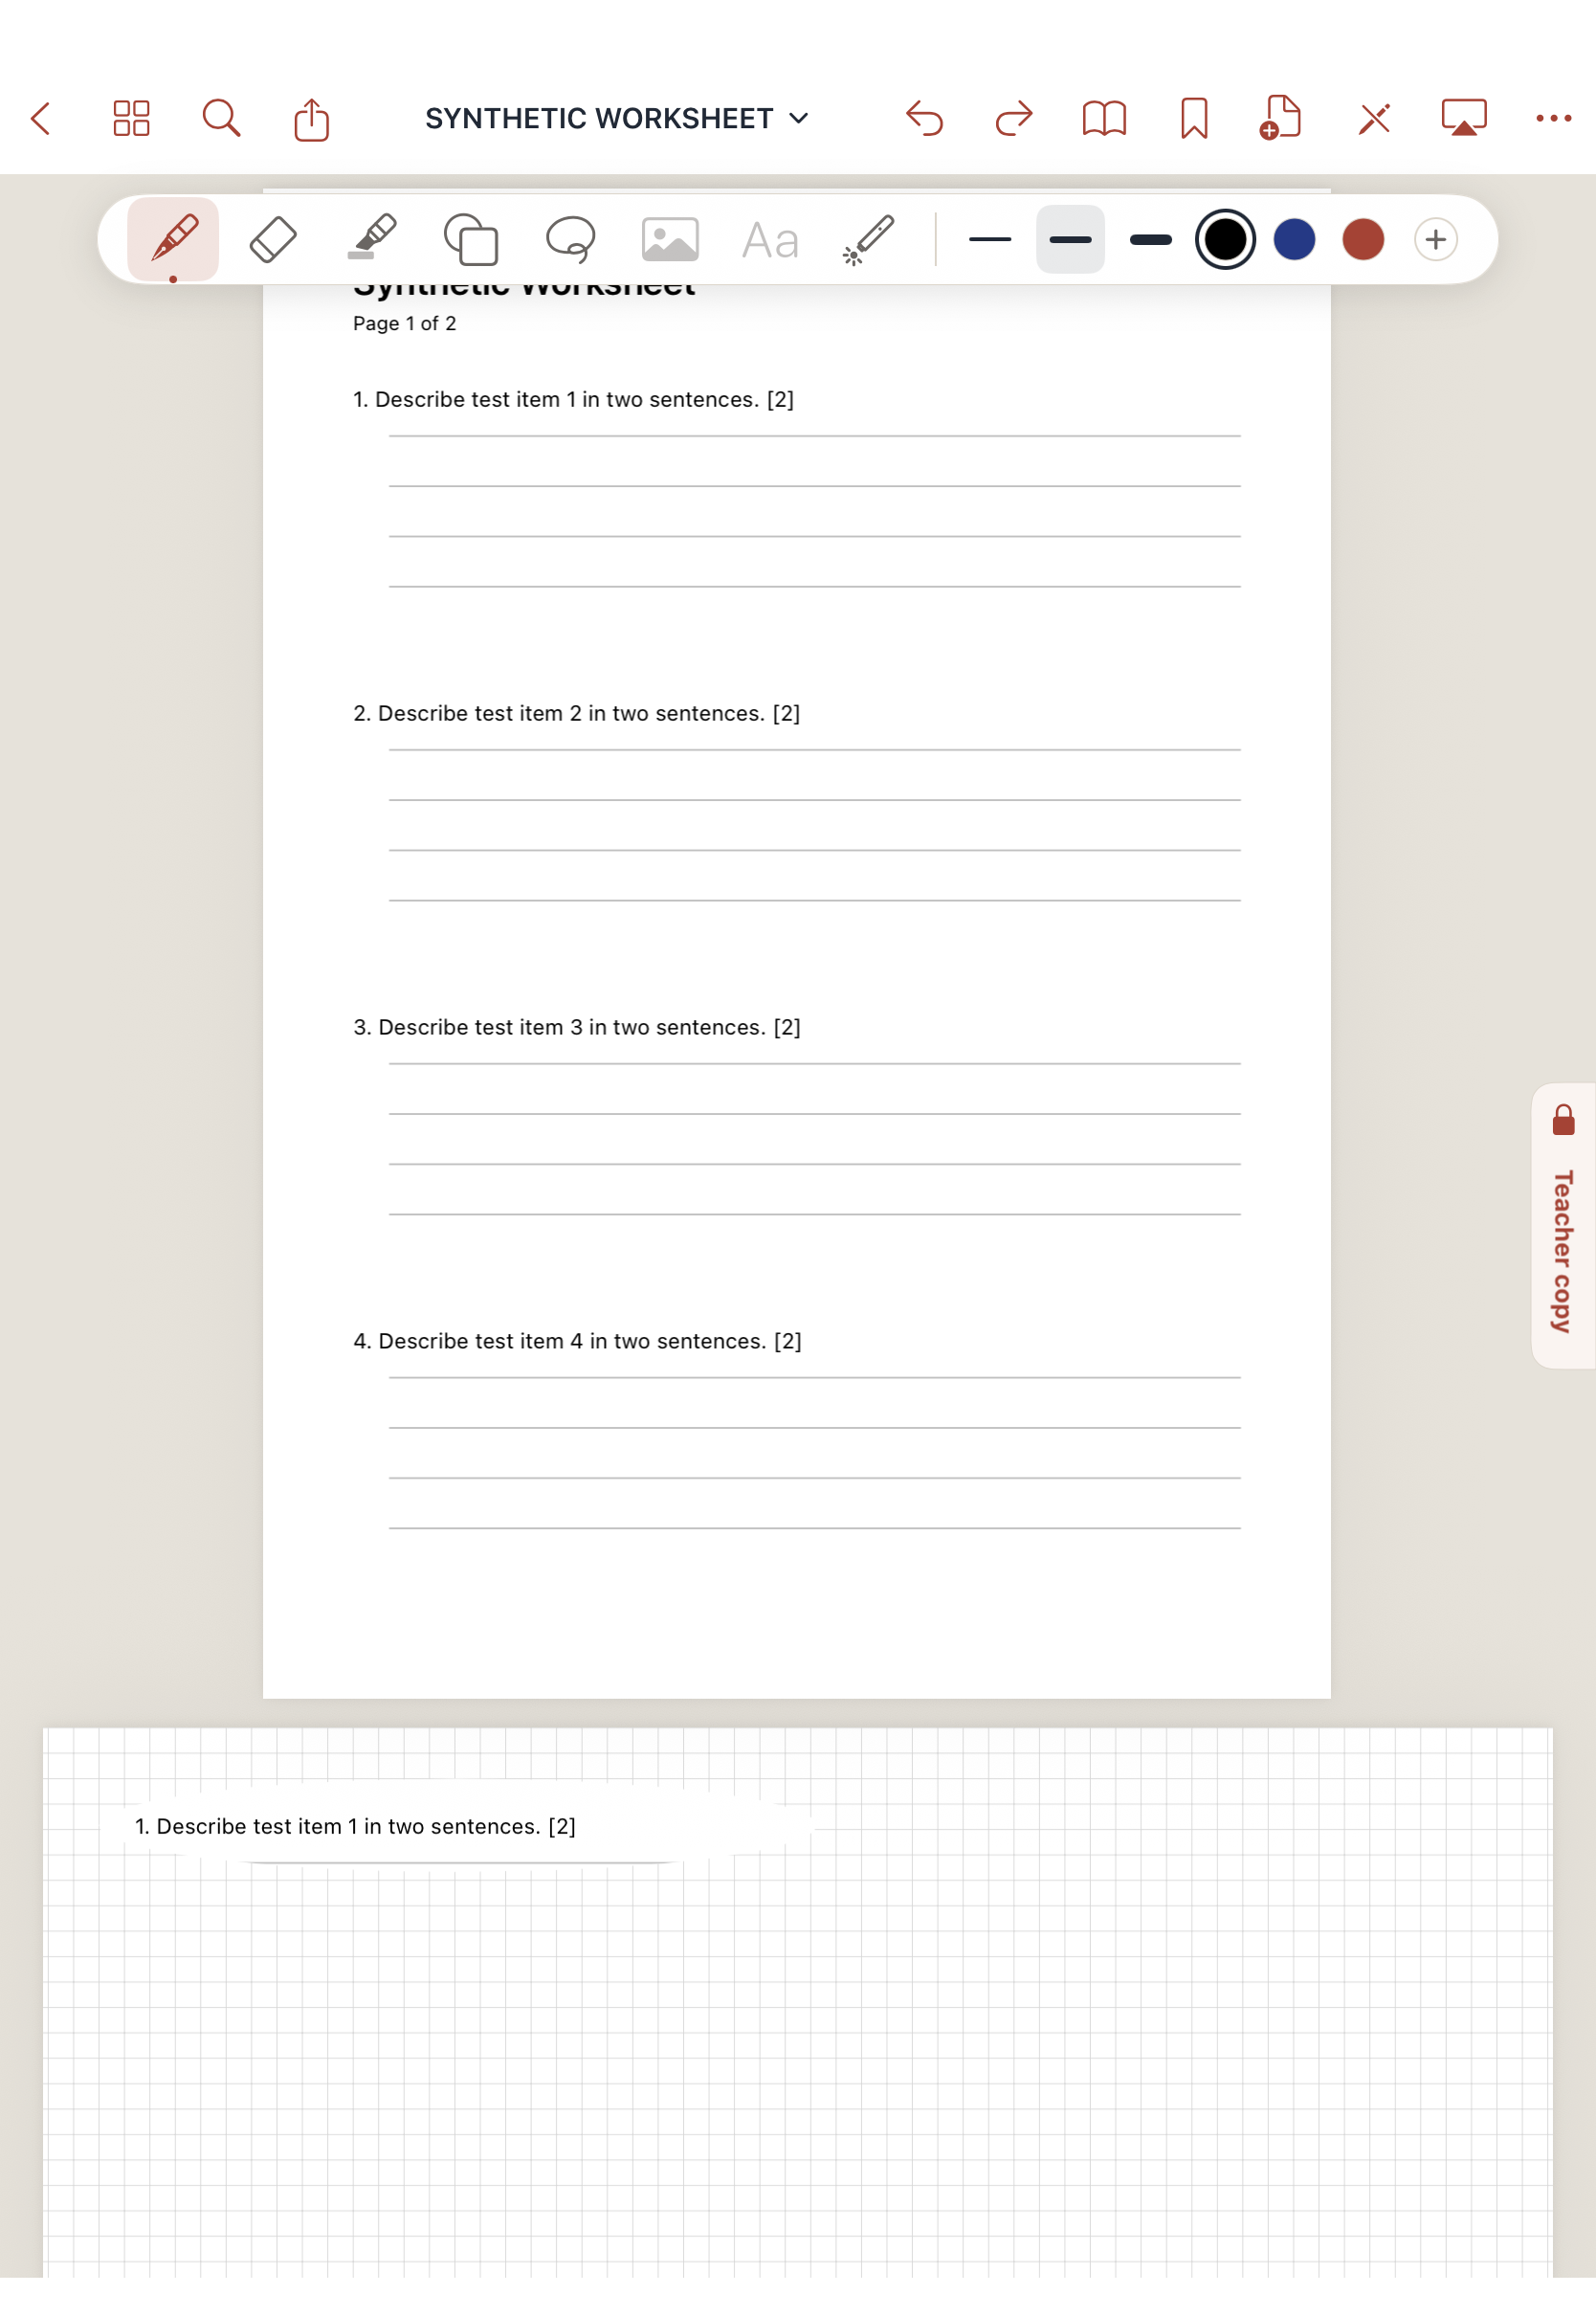 SYNTHETIC WORKSHEET
Aa
Synthetic Worksheet
Page 1 of 2
1. Describe test item 1 in two sentences. [2]
2. Describe test item 2 in two sentences. [2]
3. Describe test item 3 in two sentences. [2]
Teacher copy
4. Describe test item 4 in two sentences. [2]
1. Describe test item 1 in two sentences. [2]